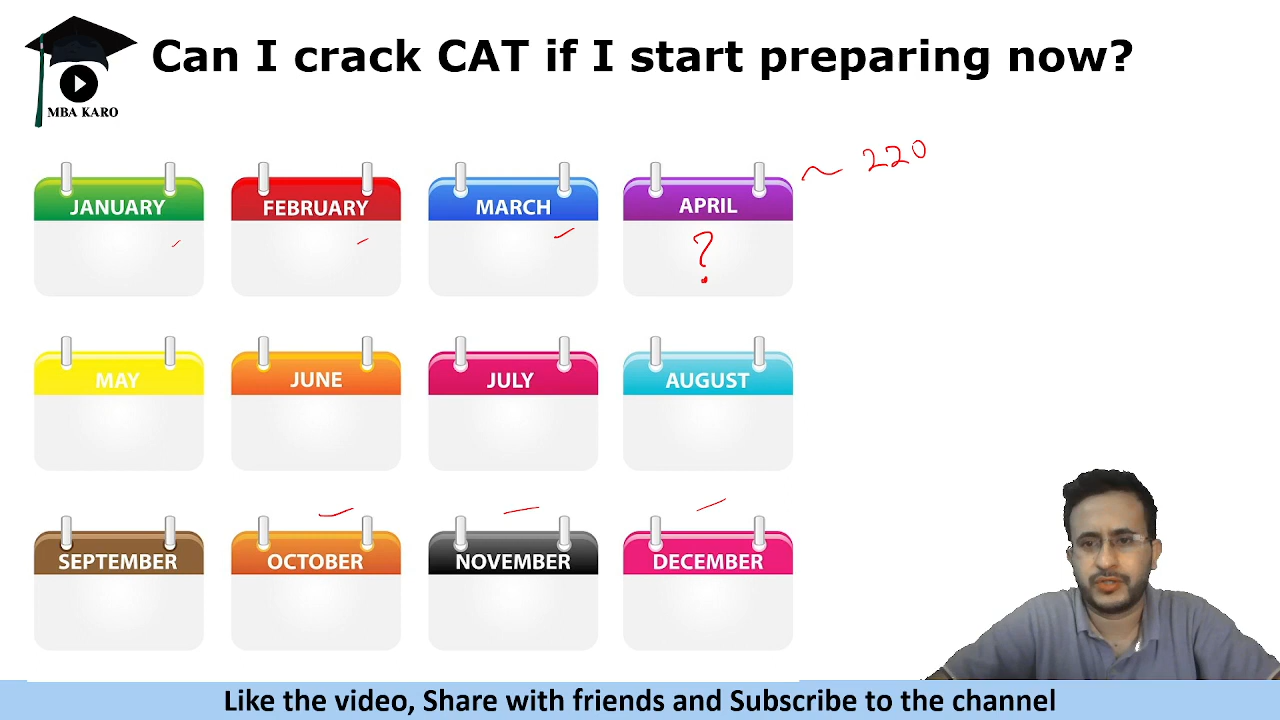 Can I crack CAT if I start preparing now?
MBA KARO
~ 220
JANUARY FEBRUARY MARCH APRIL
?
MAY JUNE JULY AUGUST
SEPTEMBER OCTOBER NOVEMBER DECEMBER
Like the video, Share with friends and Subscribe to the channel